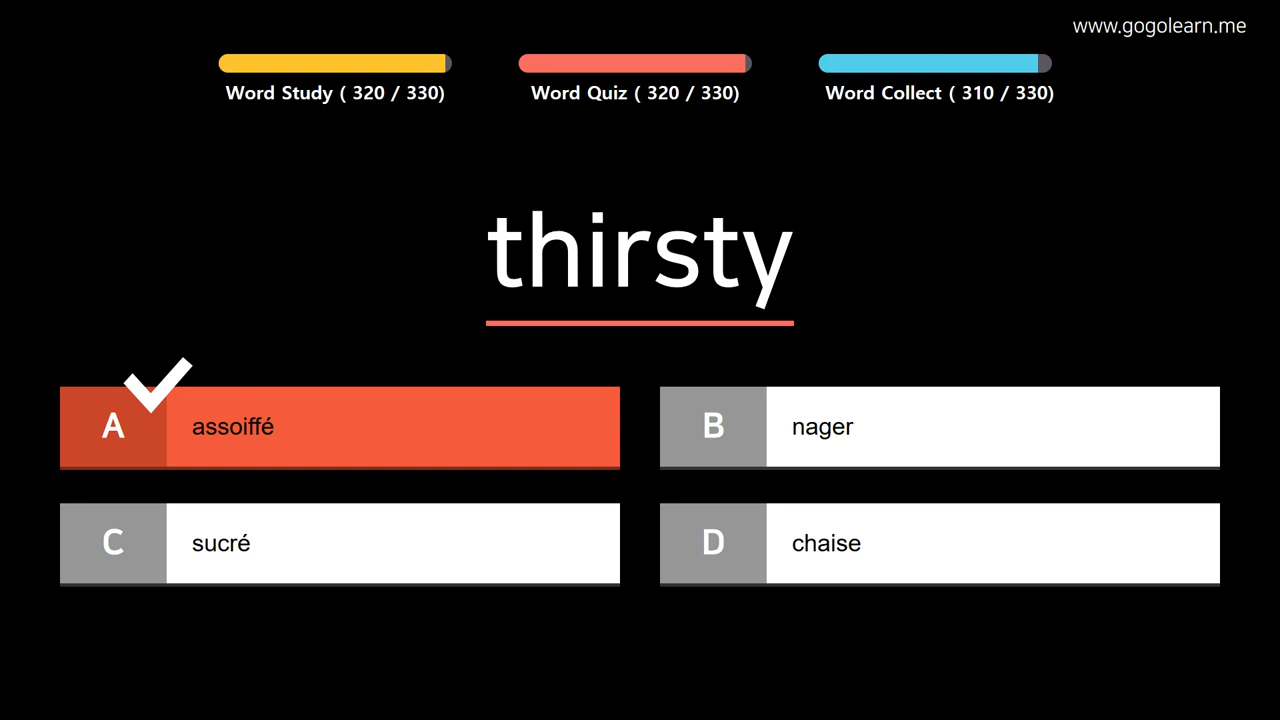 www.gogolearn.me
Word Study ( 320 / 330)
Word Quiz ( 320 / 330)
Word Collect ( 310 / 330)
thirsty
A
assoiffé
B
nager
C
sucré
D
chaise